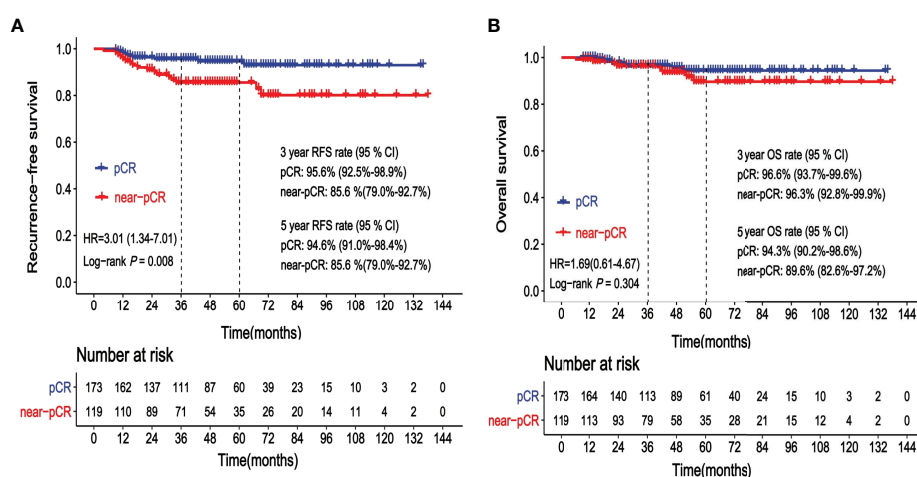 A
Recurrence-free survival
1.0
0.8
0.6
0.4
0.2
0.0
pCR
near-pCR
HR=3.01 (1.34-7.01)
Log-rank P = 0.008
3 year RFS rate (95 % CI)
pCR: 95.6% (92.5%-98.9%)
near-pCR: 85.6 %(79.0%-92.7%)
5 year RFS rate (95 % CI)
pCR: 94.6% (91.0%-98.4%)
near-pCR: 85.6 %(79.0%-92.7%)
0 12 24 36 48 60 72 84 96 108 120 132 144
Time(months)
Number at risk
pCR 173 162 137 111 87 60 39 23 15 10 3 2 0
near-pCR 119 110 89 71 54 35 26 20 14 11 4 2 0
0 12 24 36 48 60 72 84 96 108 120 132 144
Time(months)
B
Overall survival
1.0
0.8
0.6
0.4
0.2
0.0
pCR
near-pCR
HR=1.69(0.61-4.67)
Log-rank P = 0.304
3 year OS rate (95 % CI)
pCR: 96.6% (93.7%-99.6%)
near-pCR: 96.3% (92.8%-99.9%)
5 year OS rate (95 % CI)
pCR: 94.3% (90.2%-98.6%)
near-pCR: 89.6% (82.6%-97.2%)
0 12 24 36 48 60 72 84 96 108 120 132 144
Time(months)
Number at risk
pCR 173 164 140 113 89 61 40 24 15 10 3 2 0
near-pCR 119 113 93 79 58 35 28 21 15 12 4 2 0
0 12 24 36 48 60 72 84 96 108 120 132 144
Time(months)